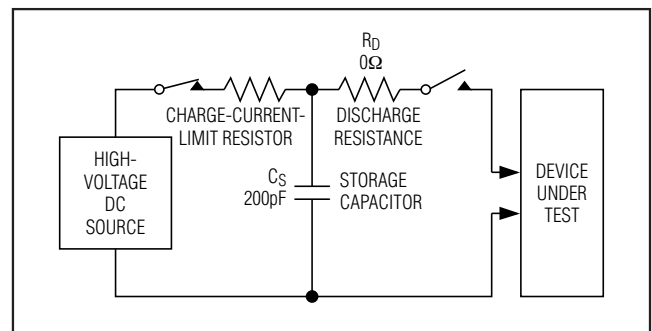 R_D
0Ω
CHARGE-CURRENT-
LIMIT RESISTOR
DISCHARGE
RESISTANCE
HIGH-
VOLTAGE
DC
SOURCE
C_S
200pF
STORAGE
CAPACITOR
DEVICE
UNDER
TEST